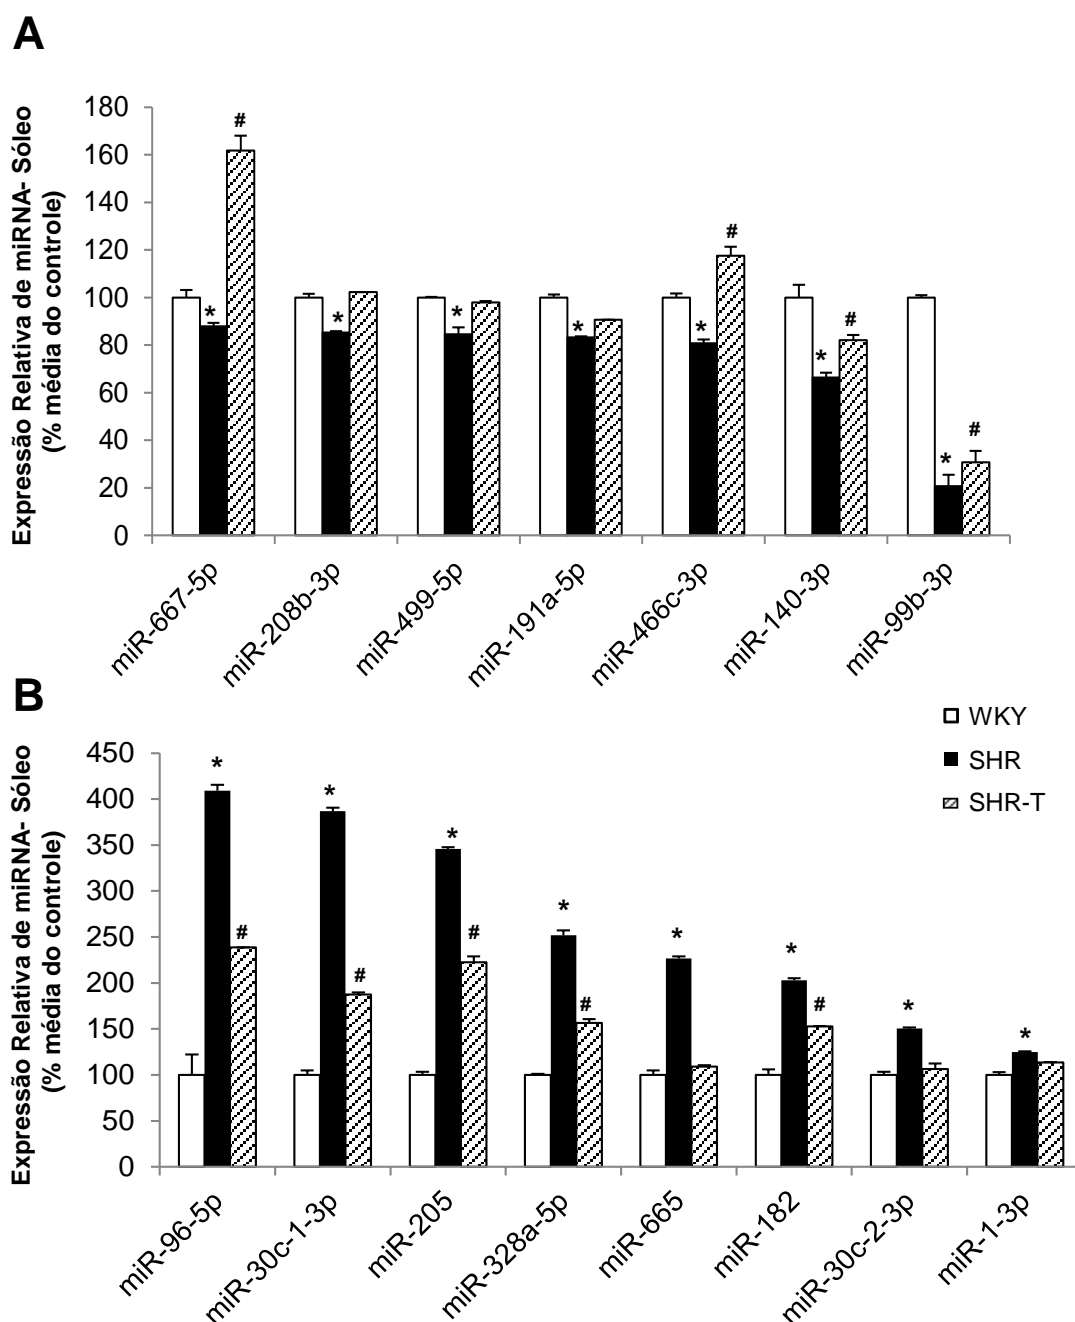 A
Expressão Relativa de miRNA- Sóleo
(% média do controle)
180
160
140
120
100
80
60
40
20
0
#
*
*
*
*
*
#
*
#
*
#
miR-667-5p
miR-208b-3p
miR-499-5p
miR-191a-5p
miR-466c-3p
miR-140-3p
miR-99b-3p
B
WKY
SHR
SHR-T
Expressão Relativa de miRNA- Sóleo
(% média do controle)
450
400
350
300
250
200
150
100
50
0
*
#
*
#
*
#
*
#
*
*
#
*
*
miR-96-5p
miR-30c-1-3p
miR-205
miR-328a-5p
miR-665
miR-182
miR-30c-2-3p
miR-1-3p